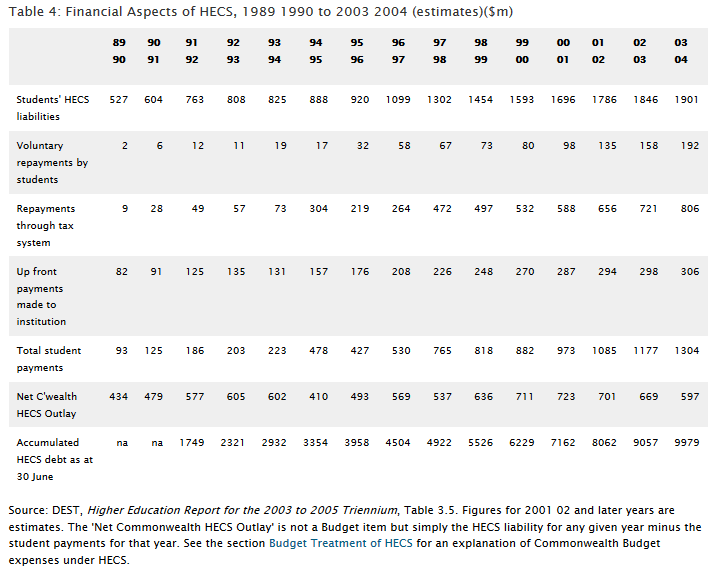 Table 4: Financial Aspects of HECS, 1989 1990 to 2003 2004 (estimates)($m)
89 90 91 92 93 94 95 96 97 98 99 00 01 02 03
90 91 92 93 94 95 96 97 98 99 00 01 02 03 04
Students' HECS 527 604 763 808 825 888 920 1099 1302 1454 1593 1696 1786 1846 1901
liabilities
Voluntary 2 6 12 11 19 17 32 58 67 73 80 98 135 158 192
repayments by
students
Repayments 9 28 49 57 73 304 219 264 472 497 532 588 656 721 806
through tax
system
Up front 82 91 125 135 131 157 176 208 226 248 270 287 294 298 306
payments
made to
institution
Total student 93 125 186 203 223 478 427 530 765 818 882 973 1085 1177 1304
payments
Net C'wealth 434 479 577 605 602 410 493 569 537 636 711 723 701 669 597
HECS Outlay
Accumulated na na 1749 2321 2932 3354 3958 4504 4922 5526 6229 7162 8062 9057 9979
HECS debt as at
30 June
Source: DEST, Higher Education Report for the 2003 to 2005 Triennium, Table 3.5. Figures for 2001 02 and later years are
estimates. The 'Net Commonwealth HECS Outlay' is not a Budget item but simply the HECS liability for any given year minus the
student payments for that year. See the section Budget Treatment of HECS for an explanation of Commonwealth Budget
expenses under HECS.